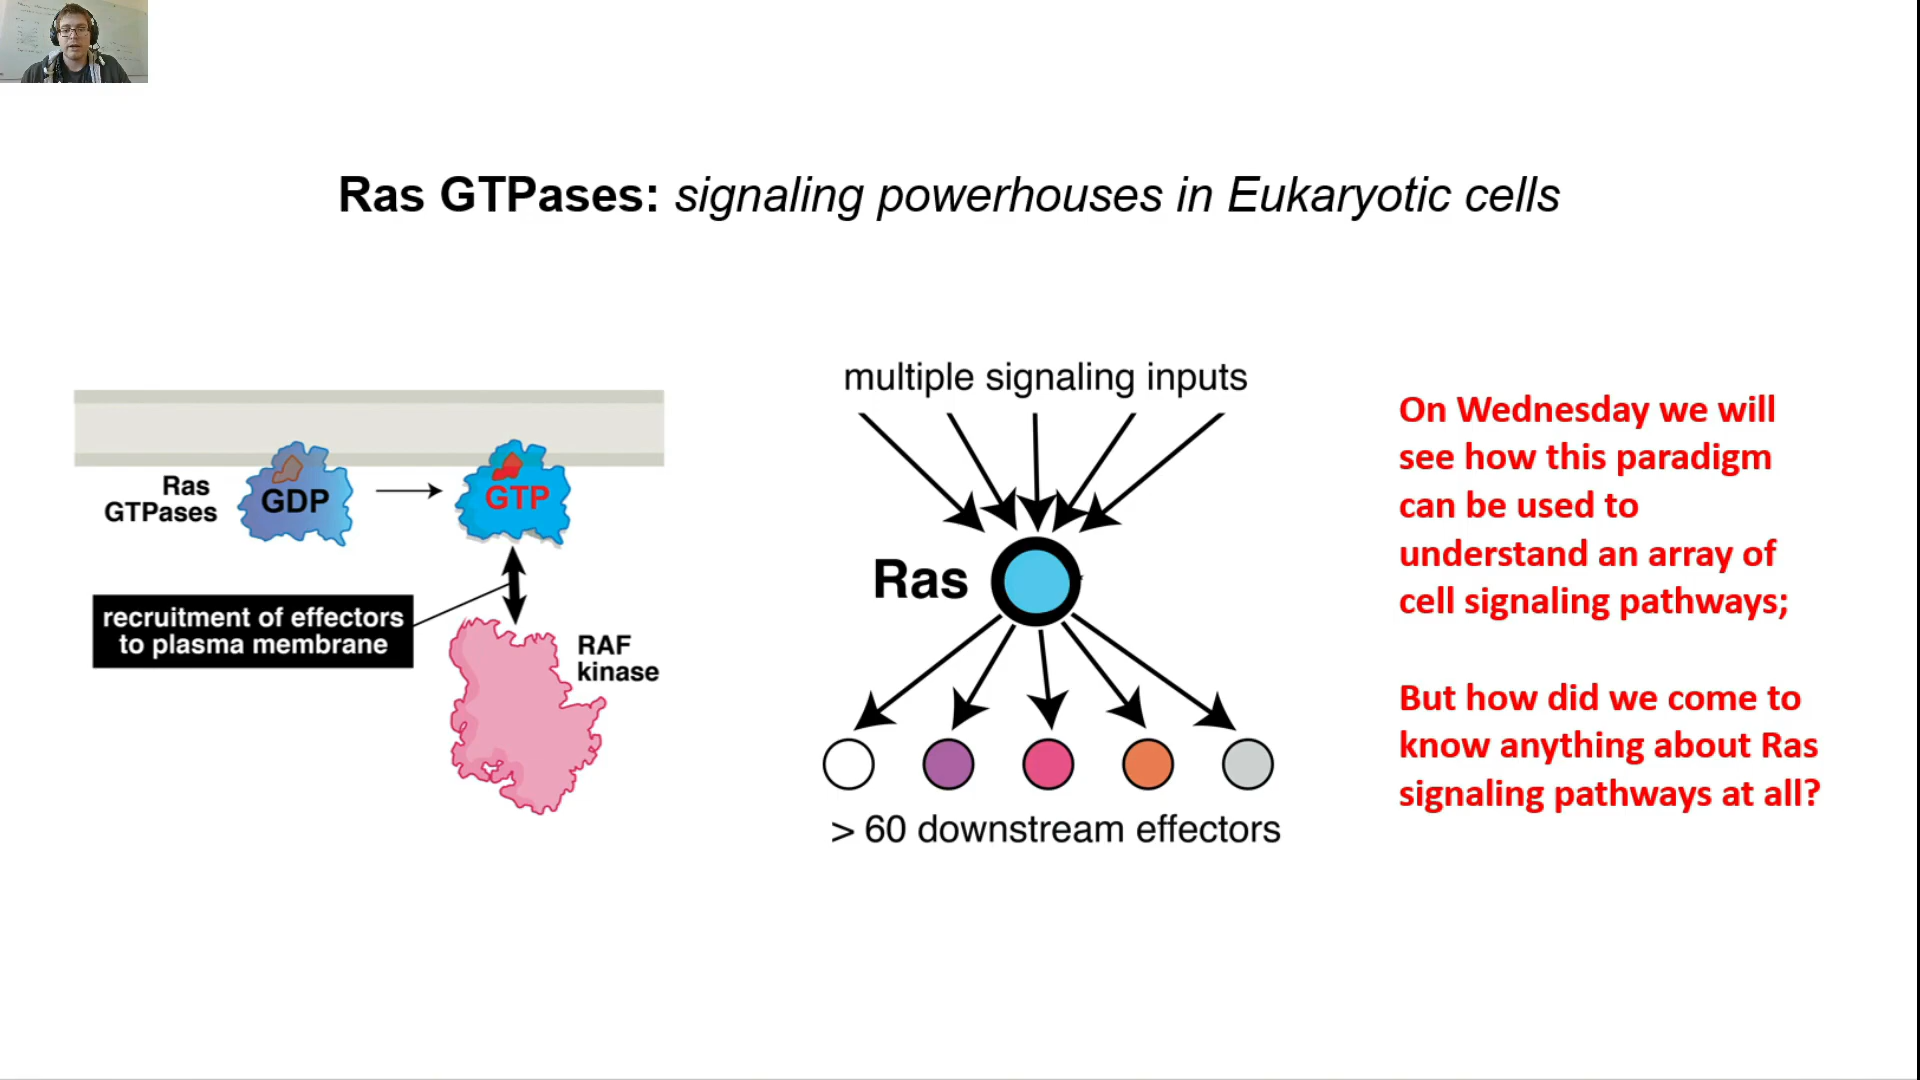 Ras GTPases: signaling powerhouses in Eukaryotic cells
Ras
GTPases
GDP
GTP
recruitment of effectors
to plasma membrane
RAF
kinase
multiple signaling inputs
Ras
> 60 downstream effectors
On Wednesday we will
see how this paradigm
can be used to
understand an array of
cell signaling pathways;
But how did we come to
know anything about Ras
signaling pathways at all?